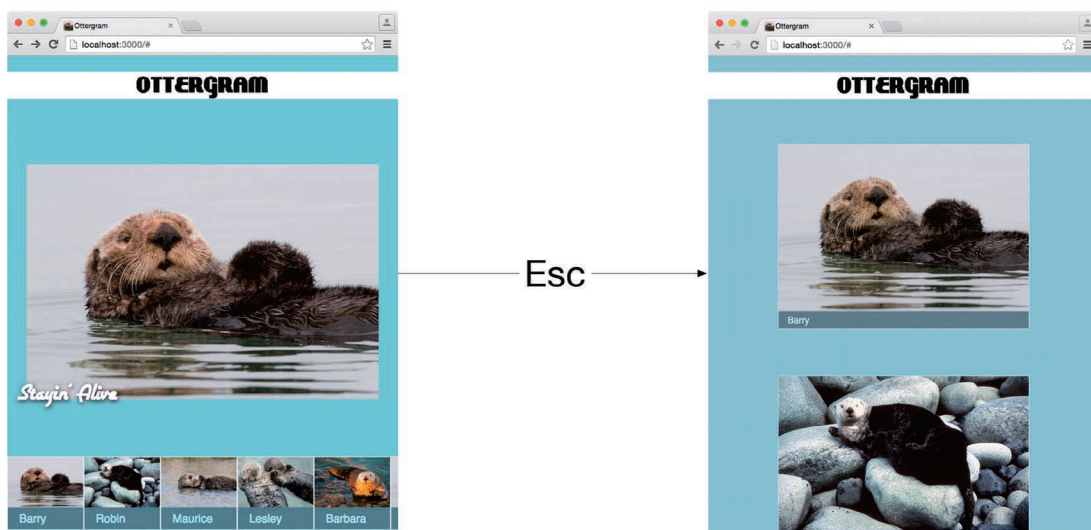 Ottergram
localhost:3000/#
OTTERGRAM
Stayin' Alive
Barry
Robin
Maurice
Lesley
Barbara
Esc
Ottergram
localhost:3000/#
OTTERGRAM
Barry